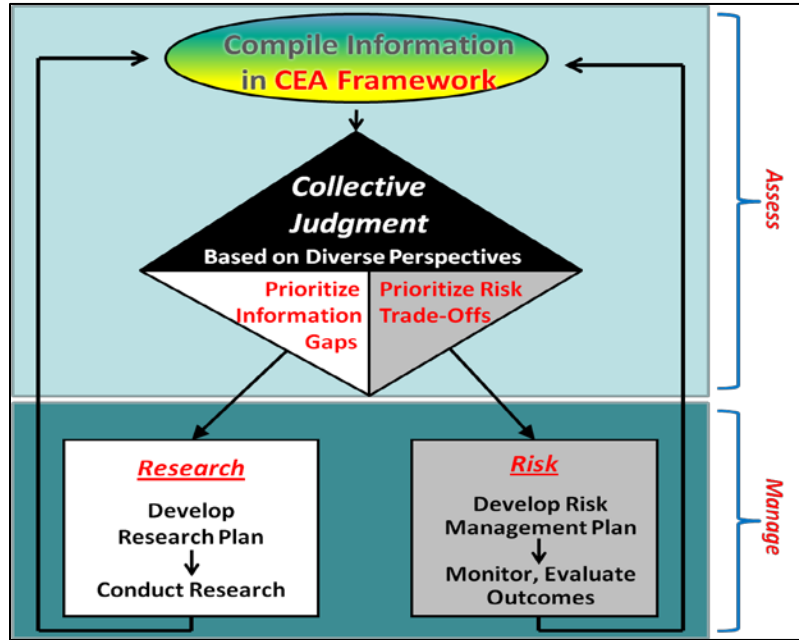 Compile Information
in CEA Framework
Collective
Judgment
Based on Diverse Perspectives
Prioritize
Information
Gaps
Prioritize Risk
Trade-Offs
Assess
Research
Develop
Research Plan
Conduct Research
Risk
Develop Risk
Management Plan
Monitor, Evaluate
Outcomes
Manage